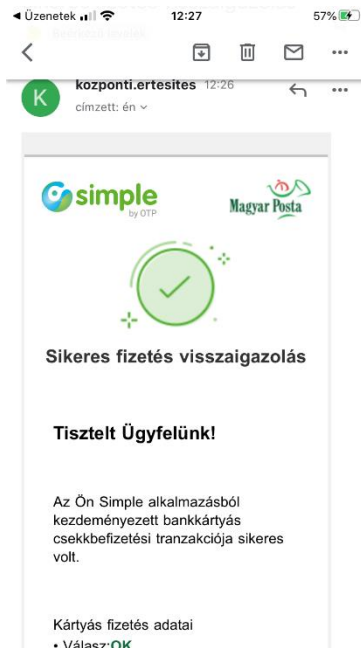 Üzenetek 12:27 57%
K
kozponti.ertesites 12:26
címzett: én
simple
by OTP
Magyar Posta
Sikeres fizetés visszaigazolás
Tisztelt Ügyfelünk!
Az Ön Simple alkalmazásból
kezdeményezett bankkártyás
csekkbefizetési tranzakciója sikeres
volt.
Kártyás fizetés adatai
• Válasz:OK